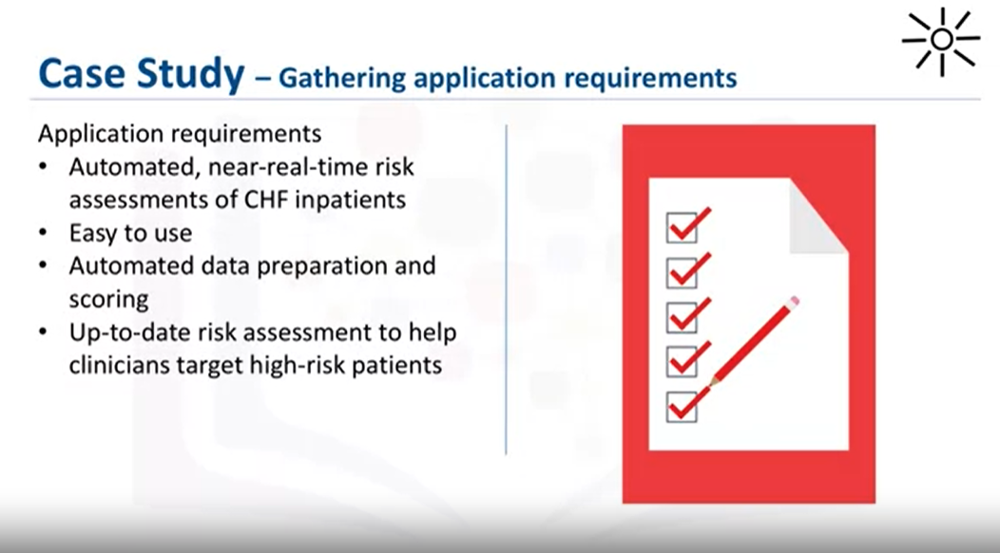 Case Study – Gathering application requirements
Application requirements
• Automated, near-real-time risk
assessments of CHF inpatients
• Easy to use
• Automated data preparation and
scoring
• Up-to-date risk assessment to help
clinicians target high-risk patients